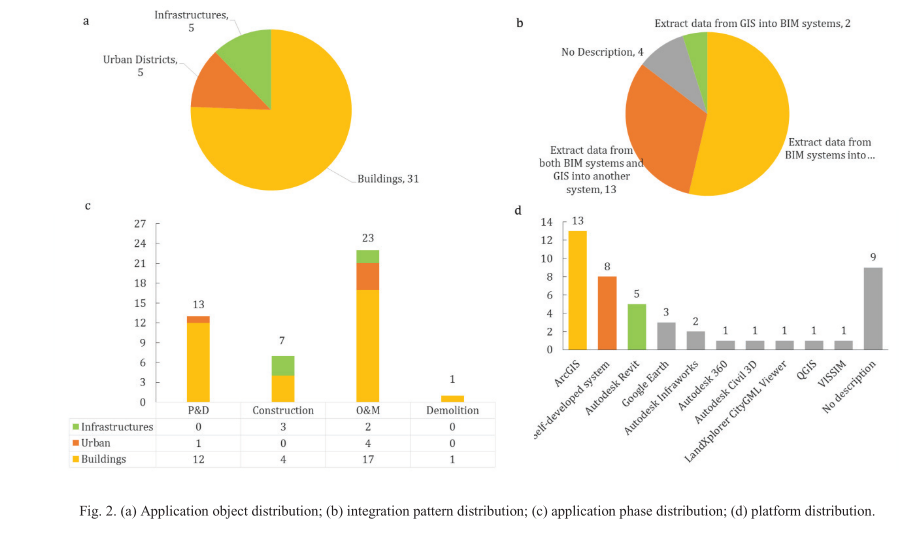 a
Infrastructures,
5
Urban Districts,
5
Buildings, 31
b
Extract data from GIS into BIM systems, 2
No Description, 4
Extract data from
both BIM systems and
GIS into another
system, 13
Extract data from
BIM systems into ...
c
27
24
21
18
15
12
9
6
3
0
13
7
23
1
P&D Construction O&M Demolition
Infrastructures 0 3 2 0
Urban 1 0 4 0
Buildings 12 4 17 1
d
14
12
10
8
6
4
2
0
13
8
5
3
2
1
1
1
1
1
9
ArcGIS
Self-developed system
Autodesk Revit
Google Earth
Autodesk Infraworks
Autodesk 360
Autodesk Civil 3D
LandXplorer CityGML Viewer
QGIS
VISSIM
No description
Fig. 2. (a) Application object distribution; (b) integration pattern distribution; (c) application phase distribution; (d) platform distribution.